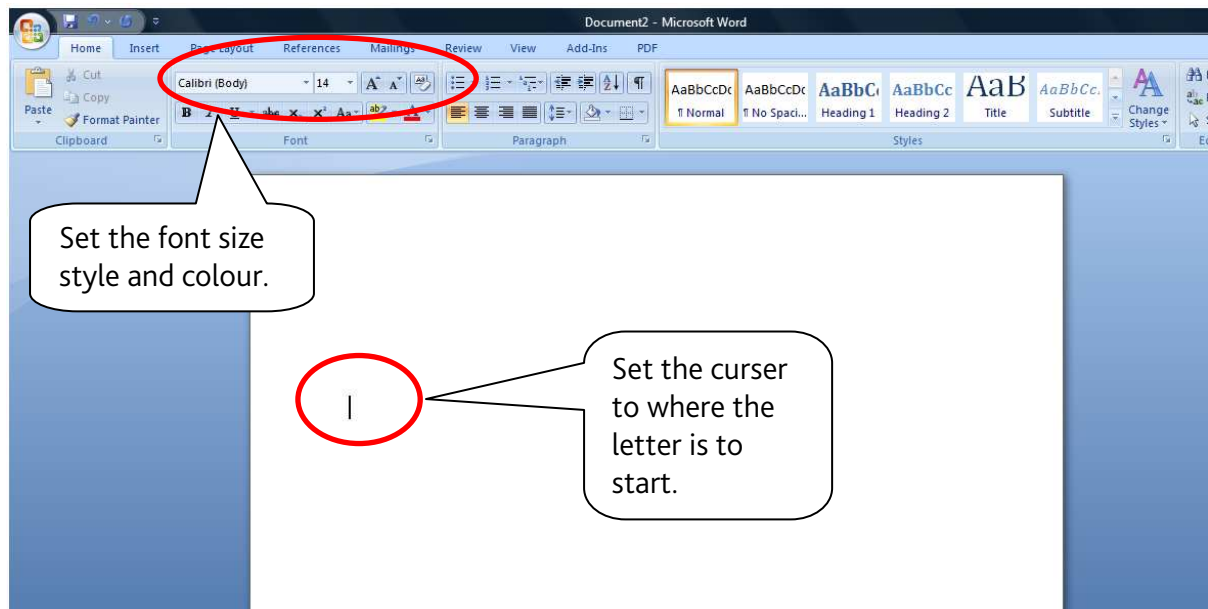 Document2 - Microsoft Word
Home Insert Page Layout References Mailings Review View Add-Ins PDF
Cut
Copy
Format Painter
Paste
Clipboard
Calibri (Body) 14
Font
Paragraph
AaBbCcDc AaBbCcDc AaBbC AaBbCc AaB AaBbCc.
¶ Normal ¶ No Spaci... Heading 1 Heading 2 Title Subtitle
Change
Styles
Styles
Set the font size
style and colour.
Set the curser
to where the
letter is to
start.